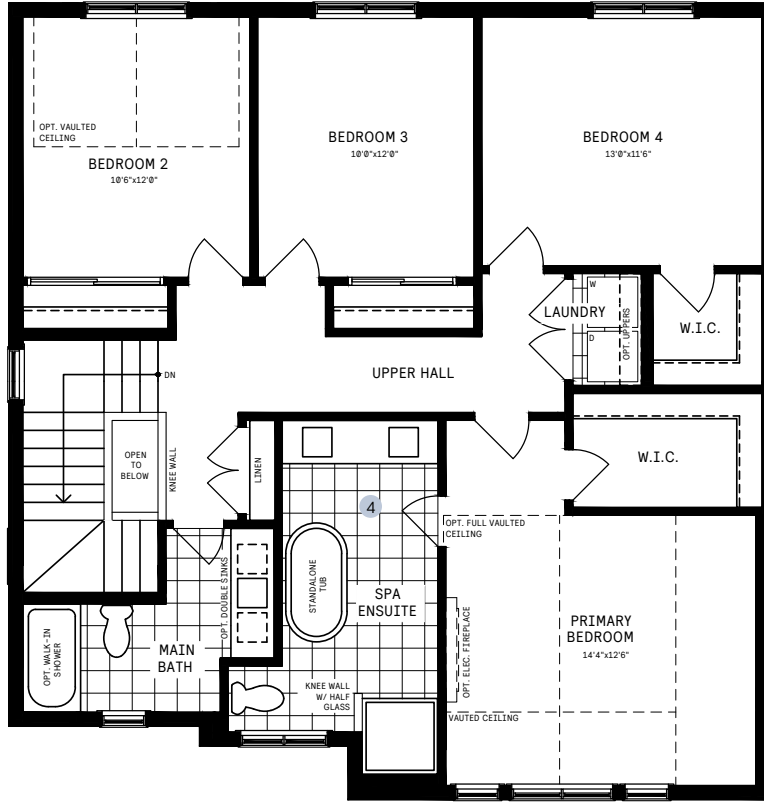 OPT. VAULTED
CEILING
BEDROOM 2
10'6"x12'0"
BEDROOM 3
10'0"x12'0"
BEDROOM 4
13'0"x11'6"
W
LAUNDRY
D
OPT. UPPERS
W.I.C.
DN
UPPER HALL
OPEN
TO
BELOW
KNEE WALL
LINEN
W.I.C.
4
OPT. FULL VAULTED
CEILING
STANDALONE
TUB
SPA
ENSUITE
OPT. DOUBLE SINKS
OPT. ELEC. FIREPLACE
PRIMARY
BEDROOM
14'4"x12'6"
OPT. WALK-IN
SHOWER
MAIN
BATH
KNEE WALL
W/ HALF
GLASS
VAUTED CEILING